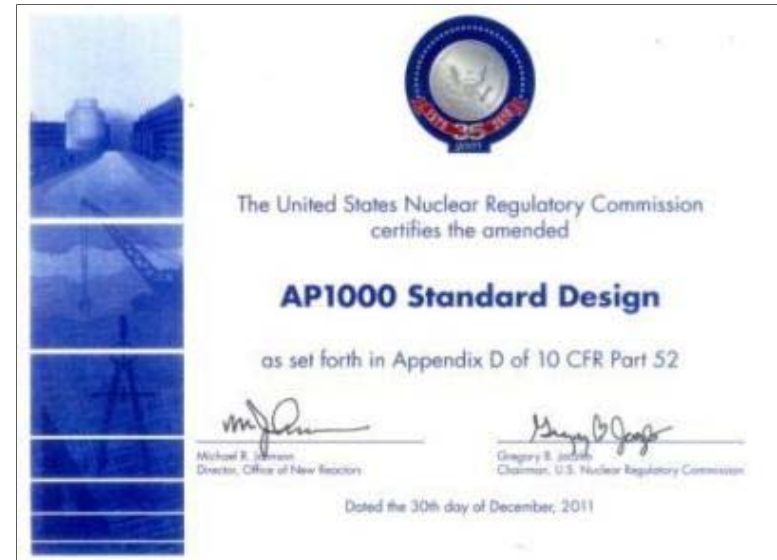 35
The United States Nuclear Regulatory Commission
certifies the amended
AP1000 Standard Design
as set forth in Appendix D of 10 CFR Part 52
Michael R. Johnson
Director, Office of New Reactors
Gregory B. Jaczko
Chairman, U.S. Nuclear Regulatory Commission
Dated the 30th day of December, 2011